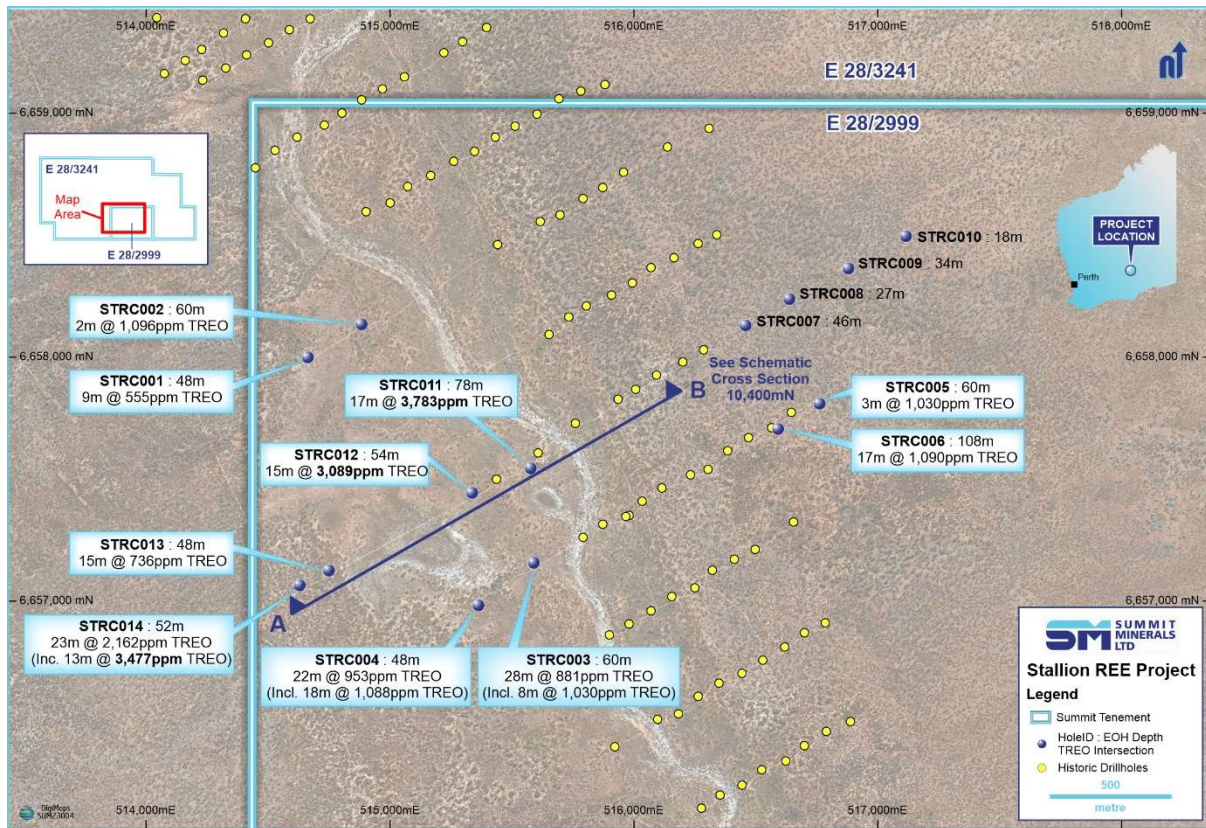 514,000mE
515,000mE
516,000mE
517,000mE
518,000mE
E 28/3241
6,659,000 mN
6,659,000 mN
E 28/2999
E 28/3241
Map
Area
E 28/2999
PROJECT
LOCATION
Perth
STRC010 : 18m
STRC009 : 34m
STRC008 : 27m
STRC007 : 46m
STRC002 : 60m
2m @ 1,096ppm TREO
6,658,000 mN
6,658,000 mN
STRC001 : 48m
9m @ 555ppm TREO
STRC011 : 78m
17m @ 3,783ppm TREO
See Schematic
Cross Section
10,400mN
B
STRC005 : 60m
3m @ 1,030ppm TREO
STRC006 : 108m
17m @ 1,090ppm TREO
STRC012 : 54m
15m @ 3,089ppm TREO
STRC013 : 48m
15m @ 736ppm TREO
6,657,000 mN
6,657,000 mN
A
STRC014 : 52m
23m @ 2,162ppm TREO
(Inc. 13m @ 3,477ppm TREO)
STRC004 : 48m
22m @ 953ppm TREO
(Incl. 18m @ 1,088ppm TREO)
STRC003 : 60m
28m @ 881ppm TREO
(Incl. 8m @ 1,030ppm TREO)
SM SUMMIT
MINERALS
LTD
Stallion REE Project
Legend
Summit Tenement
HoleID : EOH Depth
TREO Intersection
Historic Drillholes
500
metre
DigiMaps
SUM23004
514,000mE
515,000mE
516,000mE
517,000mE
518,000mE